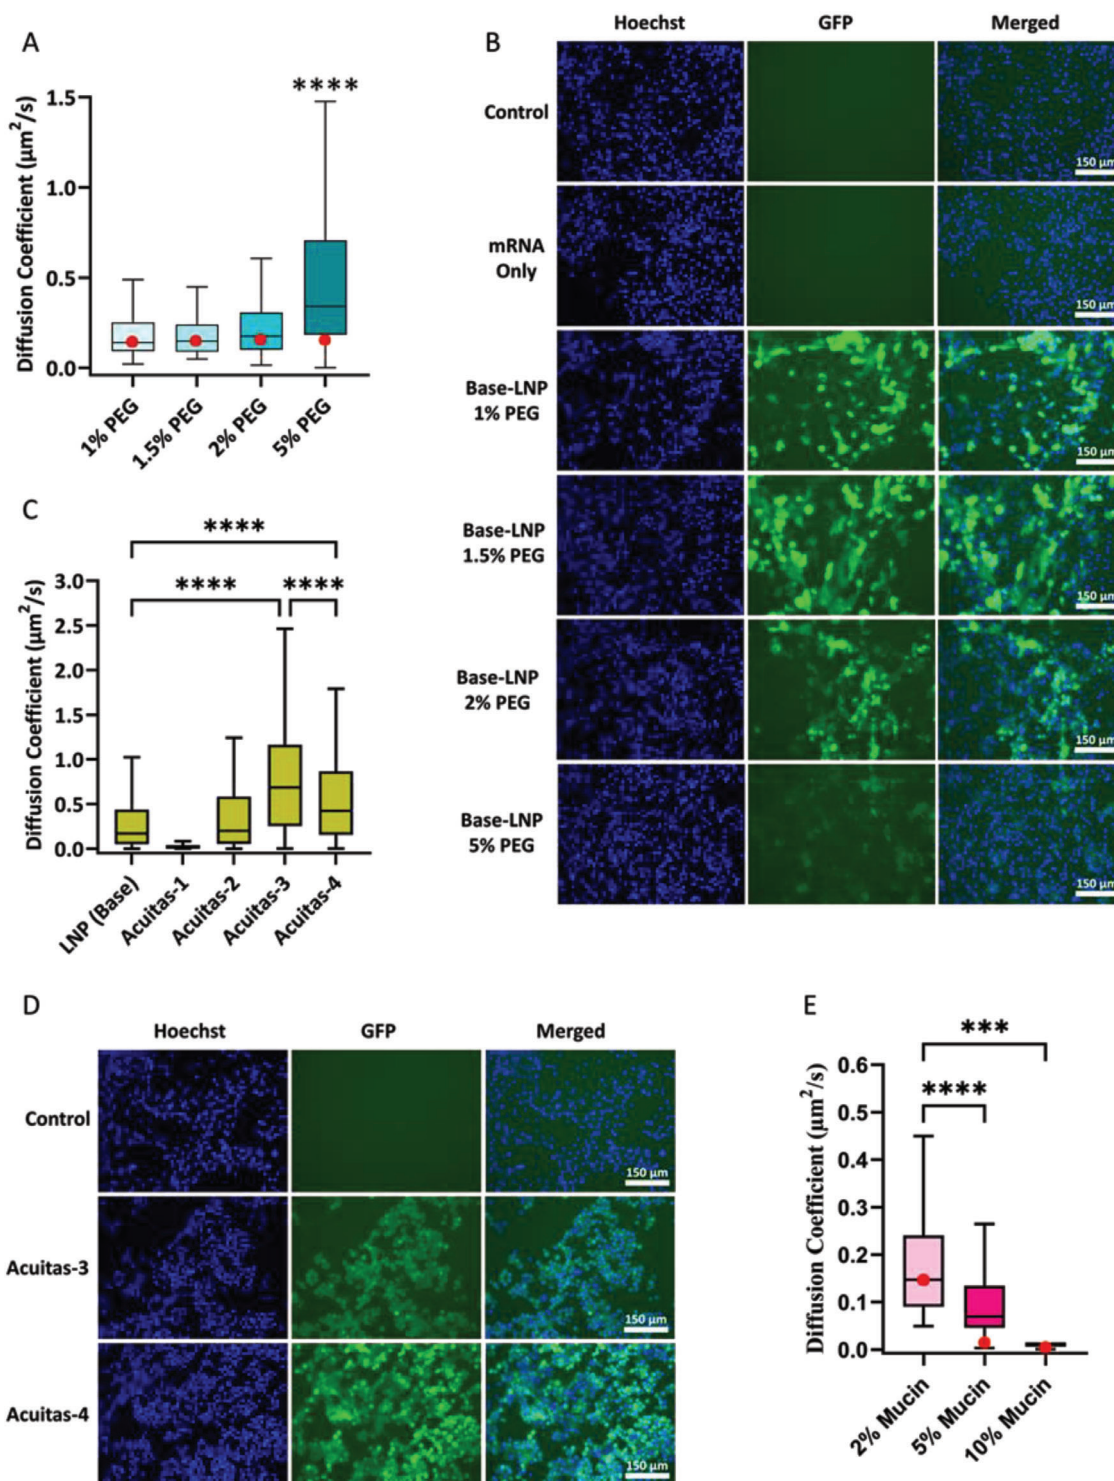 A
Diffusion Coefficient (µm²/s)
1.5
1.0
0.5
0.0
****
1% PEG
1.5% PEG
2% PEG
5% PEG
B
Hoechst
GFP
Merged
Control
150 µm
mRNA
Only
150 µm
Base-LNP
1% PEG
150 µm
Base-LNP
1.5% PEG
150 µm
Base-LNP
2% PEG
150 µm
Base-LNP
5% PEG
150 µm
C
Diffusion Coefficient (µm²/s)
****
**** ****
3.0
2.5
2.0
1.5
1.0
0.5
0.0
LNP (Base)
Acuitas-1
Acuitas-2
Acuitas-3
Acuitas-4
D
Hoechst
GFP
Merged
Control
150 µm
Acuitas-3
150 µm
Acuitas-4
150 µm
E
Diffusion Coefficient (µm²/s)
***
****
0.6
0.5
0.4
0.3
0.2
0.1
0.0
2% Mucin
5% Mucin
10% Mucin